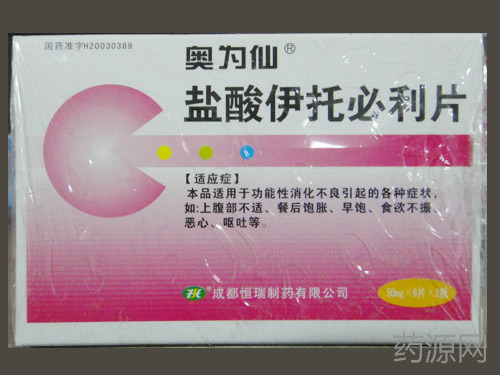 国药准字H20030389
奥为仙®
盐酸伊托必利片
【适应症】
本品适用于功能性消化不良引起的各种症状,
如:上腹部不适、餐后饱胀、早饱、食欲不振、
恶心、呕吐等。
成都恒瑞制药有限公司
50mg×6片×2板
药源网